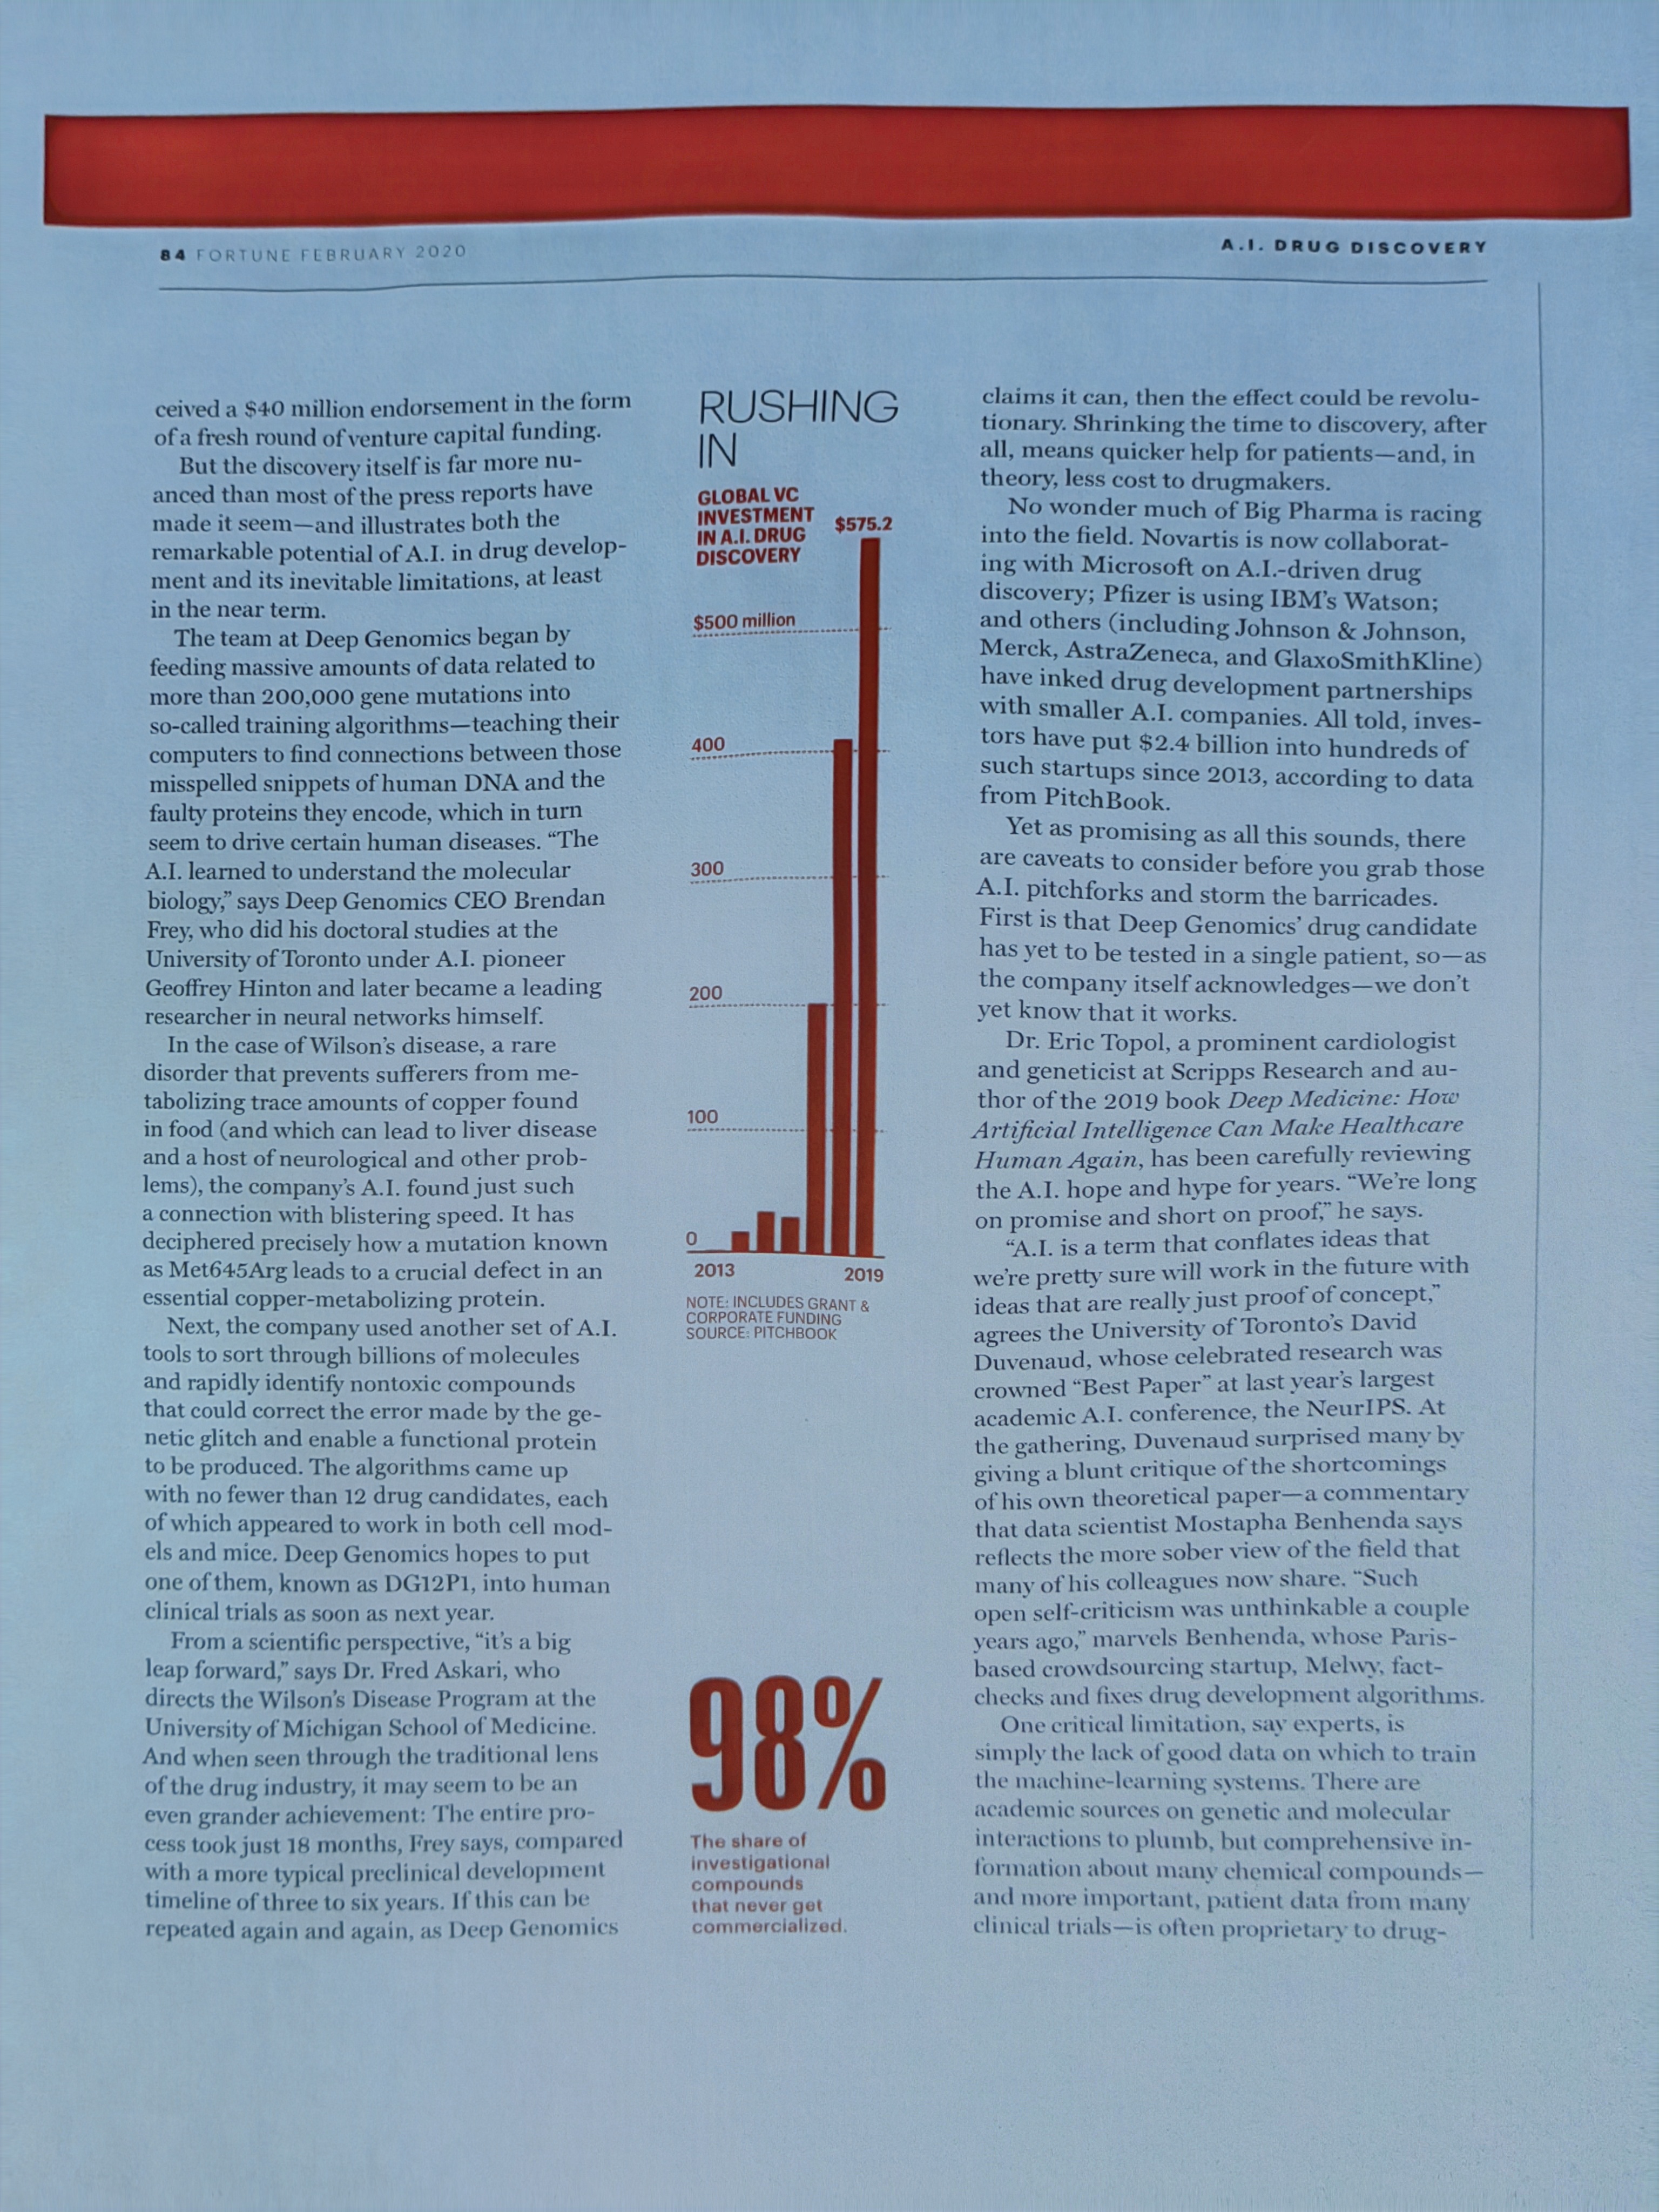 84 FORTUNE FEBRUARY 2020
A.I. DRUG DISCOVERY
ceived a $40 million endorsement in the form
of a fresh round of venture capital funding.
But the discovery itself is far more nu-
anced than most of the press reports have
made it seem—and illustrates both the
remarkable potential of A.I. in drug develop-
ment and its inevitable limitations, at least
in the near term.
The team at Deep Genomics began by
feeding massive amounts of data related to
more than 200,000 gene mutations into
so-called training algorithms—teaching their
computers to find connections between those
misspelled snippets of human DNA and the
faulty proteins they encode, which in turn
seem to drive certain human diseases. “The
A.I. learned to understand the molecular
biology,” says Deep Genomics CEO Brendan
Frey, who did his doctoral studies at the
University of Toronto under A.I. pioneer
Geoffrey Hinton and later became a leading
researcher in neural networks himself.
In the case of Wilson’s disease, a rare
disorder that prevents sufferers from me-
tabolizing trace amounts of copper found
in food (and which can lead to liver disease
and a host of neurological and other prob-
lems), the company’s A.I. found just such
a connection with blistering speed. It has
deciphered precisely how a mutation known
as Met645Arg leads to a crucial defect in an
essential copper-metabolizing protein.
Next, the company used another set of A.I.
tools to sort through billions of molecules
and rapidly identify nontoxic compounds
that could correct the error made by the ge-
netic glitch and enable a functional protein
to be produced. The algorithms came up
with no fewer than 12 drug candidates, each
of which appeared to work in both cell mod-
els and mice. Deep Genomics hopes to put
one of them, known as DG12P1, into human
clinical trials as soon as next year.
From a scientific perspective, “it’s a big
leap forward,” says Dr. Fred Askari, who
directs the Wilson’s Disease Program at the
University of Michigan School of Medicine.
And when seen through the traditional lens
of the drug industry, it may seem to be an
even grander achievement: The entire pro-
cess took just 18 months, Frey says, compared
with a more typical preclinical development
timeline of three to six years. If this can be
repeated again and again, as Deep Genomics
RUSHING
IN
GLOBAL VC
INVESTMENT
IN A.I. DRUG
DISCOVERY
$575.2
$500 million
400
300
200
100
0
2013
2019
NOTE: INCLUDES GRANT &
CORPORATE FUNDING
SOURCE: PITCHBOOK
98%
The share of
investigational
compounds
that never get
commercialized.
claims it can, then the effect could be revolu-
tionary. Shrinking the time to discovery, after
all, means quicker help for patients—and, in
theory, less cost to drugmakers.
No wonder much of Big Pharma is racing
into the field. Novartis is now collaborat-
ing with Microsoft on A.I.-driven drug
discovery; Pfizer is using IBM’s Watson;
and others (including Johnson & Johnson,
Merck, AstraZeneca, and GlaxoSmithKline)
have inked drug development partnerships
with smaller A.I. companies. All told, inves-
tors have put $2.4 billion into hundreds of
such startups since 2013, according to data
from PitchBook.
Yet as promising as all this sounds, there
are caveats to consider before you grab those
A.I. pitchforks and storm the barricades.
First is that Deep Genomics’ drug candidate
has yet to be tested in a single patient, so—as
the company itself acknowledges—we don’t
yet know that it works.
Dr. Eric Topol, a prominent cardiologist
and geneticist at Scripps Research and au-
thor of the 2019 book Deep Medicine: How
Artificial Intelligence Can Make Healthcare
Human Again, has been carefully reviewing
the A.I. hope and hype for years. “We’re long
on promise and short on proof,” he says.
“A.I. is a term that conflates ideas that
we’re pretty sure will work in the future with
ideas that are really just proof of concept,”
agrees the University of Toronto’s David
Duvenaud, whose celebrated research was
crowned “Best Paper” at last year’s largest
academic A.I. conference, the NeurIPS. At
the gathering, Duvenaud surprised many by
giving a blunt critique of the shortcomings
of his own theoretical paper—a commentary
that data scientist Mostapha Benhenda says
reflects the more sober view of the field that
many of his colleagues now share. “Such
open self-criticism was unthinkable a couple
years ago,” marvels Benhenda, whose Paris-
based crowdsourcing startup, Melwy, fact-
checks and fixes drug development algorithms.
One critical limitation, say experts, is
simply the lack of good data on which to train
the machine-learning systems. There are
academic sources on genetic and molecular
interactions to plumb, but comprehensive in-
formation about many chemical compounds—
and more important, patient data from many
clinical trials—is often proprietary to drug-